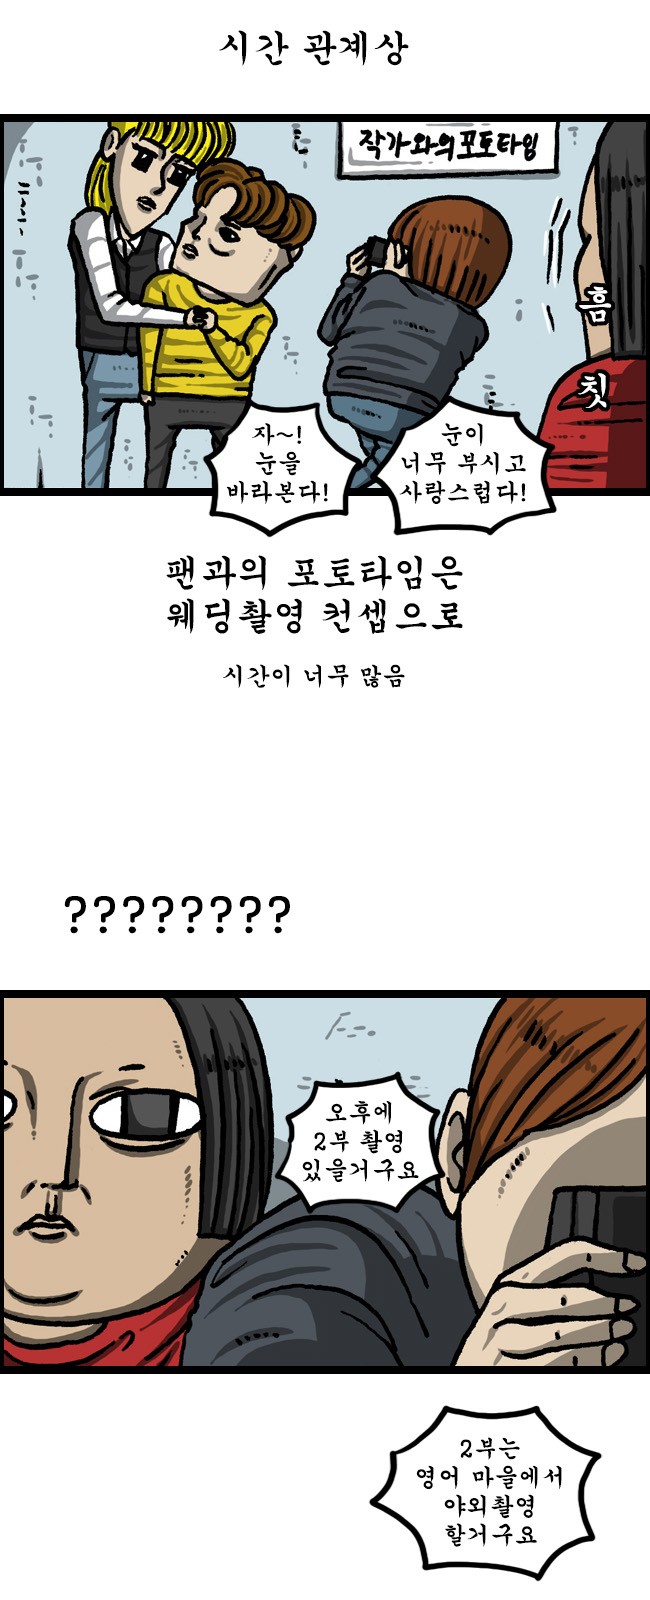 시간 관계상
작가와의 포토타임
흠
칫
자~!
눈을
바라본다!
눈이
너무 부시고
사랑스럽다!
팬과의 포토타임은
웨딩촬영 컨셉으로
시간이 너무 많음
????????
오후에
2부 촬영
있을거구요
2부는
영어 마을에서
야외촬영
할거구요